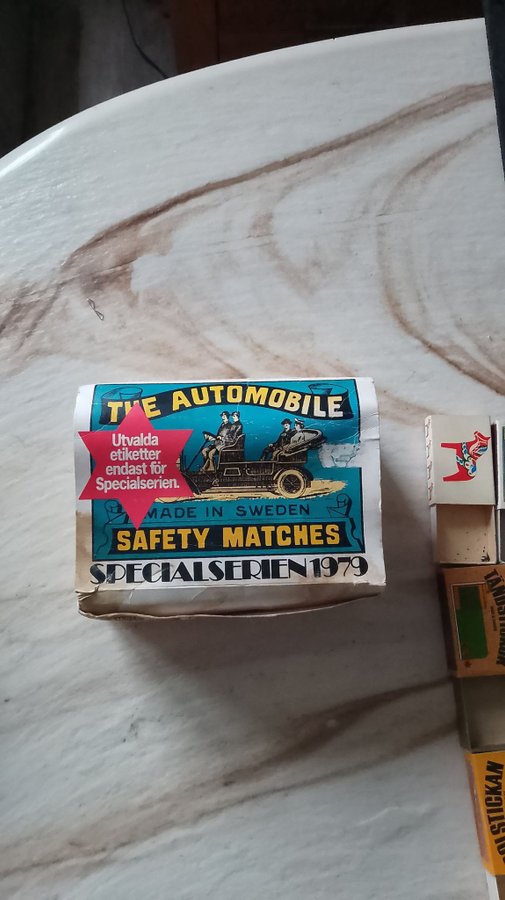 THE AUTOMOBILE
Utvalda
etiketter
endast för
Specialserien.
MADE IN SWEDEN
SAFETY MATCHES
SPECIALSERIEN 1979